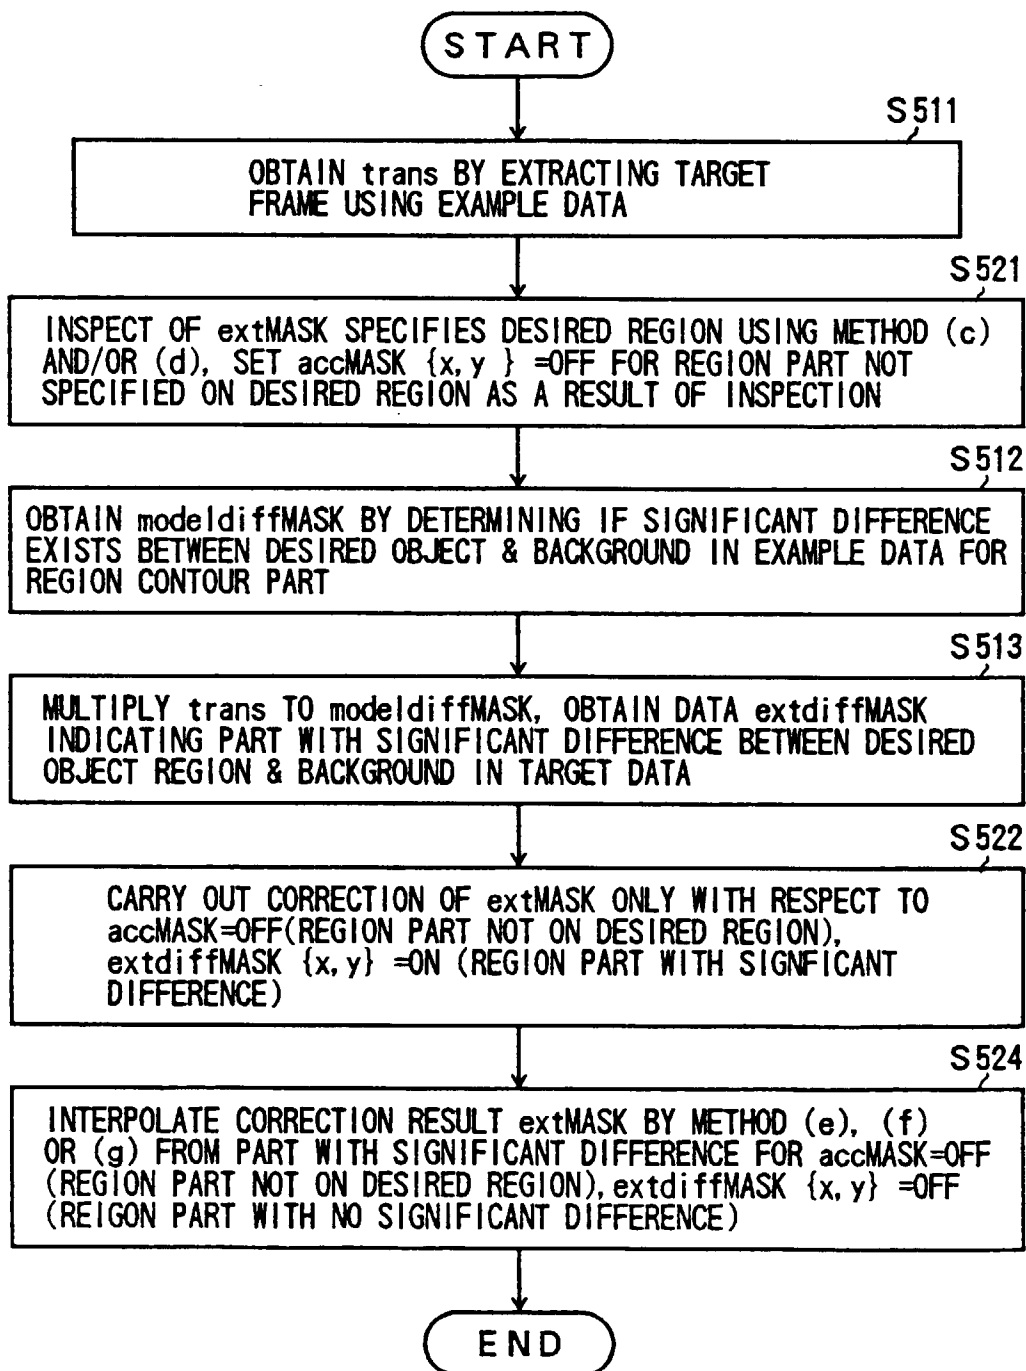 START
S511
OBTAIN trans BY EXTRACTING TARGET
FRAME USING EXAMPLE DATA
S521
INSPECT OF extMASK SPECIFIES DESIRED REGION USING METHOD (c)
AND/OR (d), SET accMASK {x, y } =OFF FOR REGION PART NOT
SPECIFIED ON DESIRED REGION AS A RESULT OF INSPECTION
S512
OBTAIN modeldiffMASK BY DETERMINING IF SIGNIFICANT DIFFERENCE
EXISTS BETWEEN DESIRED OBJECT & BACKGROUND IN EXAMPLE DATA FOR
REGION CONTOUR PART
S513
MULTIPLY trans TO modeldiffMASK, OBTAIN DATA extdiffMASK
INDICATING PART WITH SIGNIFICANT DIFFERENCE BETWEEN DESIRED
OBJECT REGION & BACKGROUND IN TARGET DATA
S522
CARRY OUT CORRECTION OF extMASK ONLY WITH RESPECT TO
accMASK=OFF(REGION PART NOT ON DESIRED REGION),
extdiffMASK {x, y} =ON (REGION PART WITH SIGNFICANT
DIFFERENCE)
S524
INTERPOLATE CORRECTION RESULT extMASK BY METHOD (e), (f)
OR (g) FROM PART WITH SIGNIFICANT DIFFERENCE FOR accMASK=OFF
(REGION PART NOT ON DESIRED REGION), extdiffMASK {x, y} =OFF
(REIGON PART WITH NO SIGNIFICANT DIFFERENCE)
END